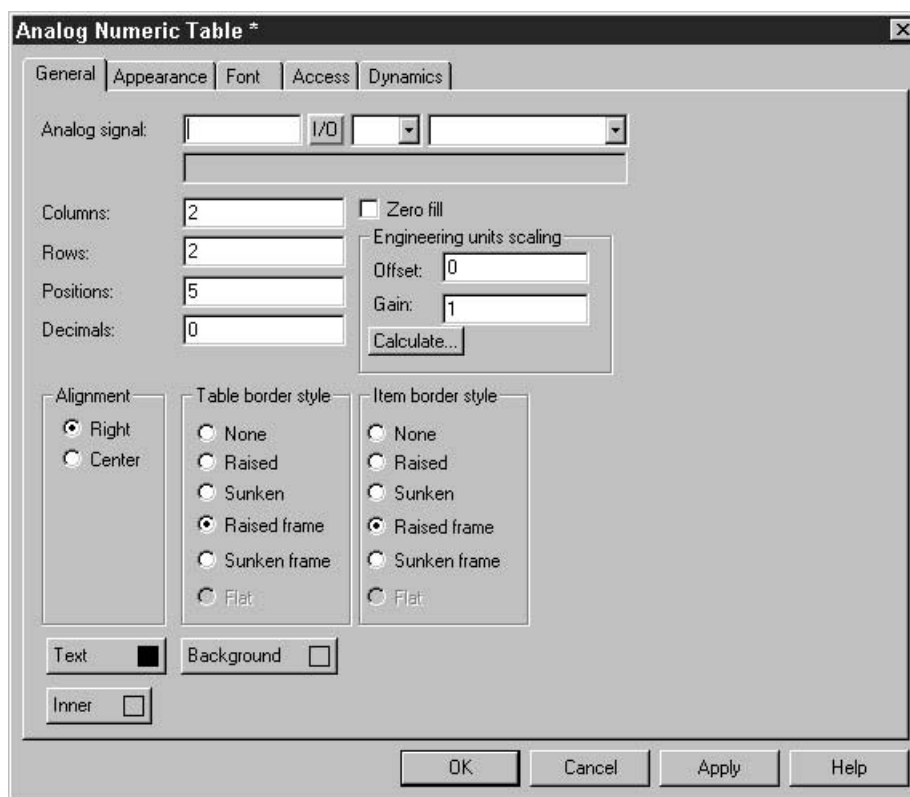 Analog Numeric Table *
General Appearance Font Access Dynamics
Analog signal: I/O
Columns: 2 Zero fill
Engineering units scaling
Rows: 2
Offset: 0
Positions: 5
Gain: 1
Decimals: 0
Calculate...
Alignment Table border style Item border style
Right None None
Center Raised Raised
Sunken Sunken
Raised frame Raised frame
Sunken frame Sunken frame
Flat Flat
Text Background
Inner
OK Cancel Apply Help